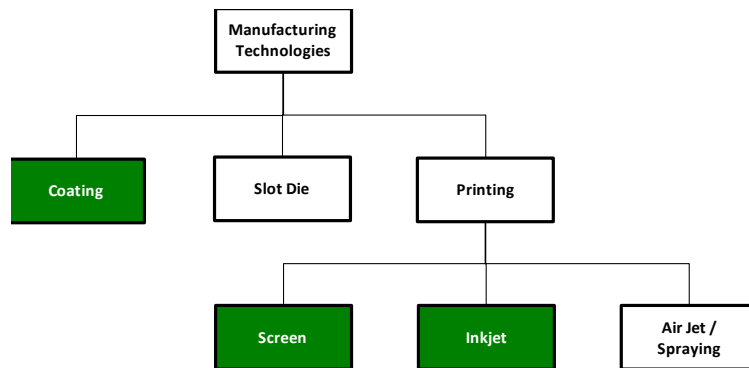 Manufacturing
Technologies
Coating
Slot Die
Printing
Screen
Inkjet
Air Jet /
Spraying